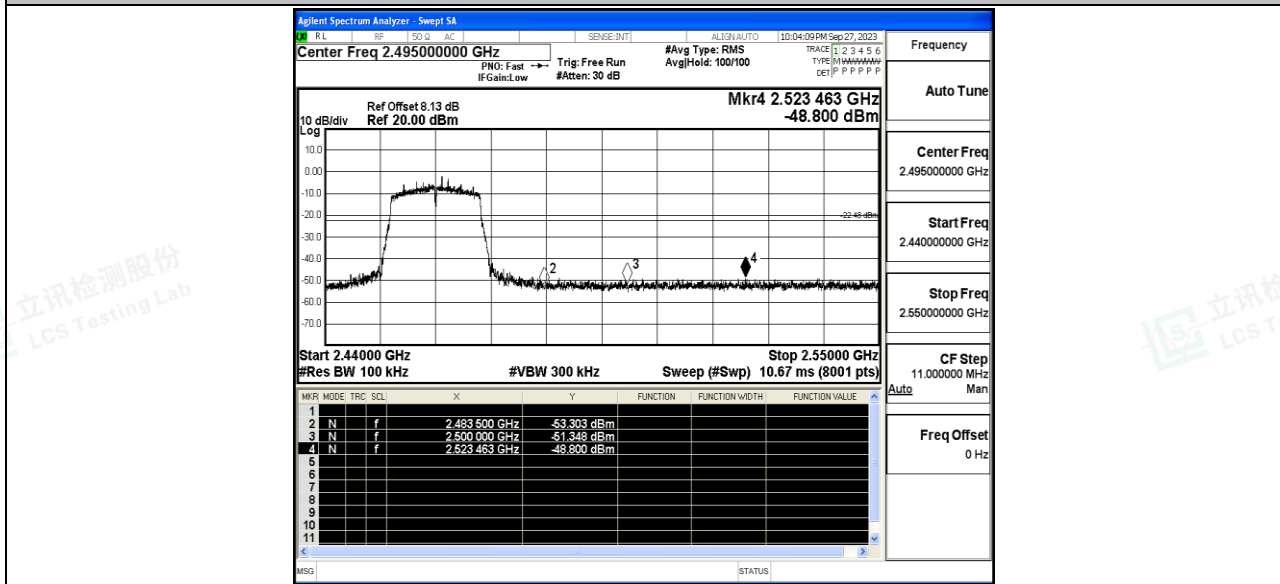 Agilent Spectrum Analyzer - Swept SA
RL RF 50 Ω AC SENSE:INT ALIGN AUTO 10:04:09 PM Sep 27, 2023
Center Freq 2.495000000 GHz
PNO: Fast
IFGain:Low
Trig: Free Run
#Atten: 30 dB
#Avg Type: RMS
Avg|Hold: 100/100
TRACE 1 2 3 4 5 6
TYPE M
DET P P P P P P
Ref Offset 8.13 dB
10 dB/div Ref 20.00 dBm
Log
Mkr4 2.523 463 GHz
-48.800 dBm
10.0
0.00
-10.0
-20.0
-22.48 dBm
-30.0
-40.0
-50.0
-60.0
-70.0
2
3
4
Start 2.44000 GHz Stop 2.55000 GHz
#Res BW 100 kHz #VBW 300 kHz Sweep (#Swp) 10.67 ms (8001 pts)
MKR MODE TRC SCL X Y FUNCTION FUNCTION WIDTH FUNCTION VALUE
1
2 N f 2.483 500 GHz -53.303 dBm
3 N f 2.500 000 GHz -51.348 dBm
4 N f 2.523 463 GHz -48.800 dBm
5
6
7
8
9
10
11
MSG STATUS
Frequency
Auto Tune
Center Freq
2.495000000 GHz
Start Freq
2.440000000 GHz
Stop Freq
2.550000000 GHz
CF Step
11.000000 MHz
Auto Man
Freq Offset
0 Hz
立讯检测股份
LCS Testing Lab
立讯检
LCS T